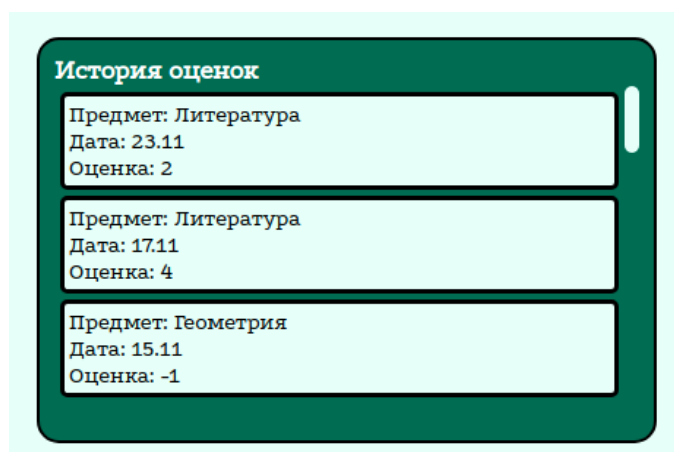 История оценок
Предмет: Литература
Дата: 23.11
Оценка: 2
Предмет: Литература
Дата: 17.11
Оценка: 4
Предмет: Геометрия
Дата: 15.11
Оценка: -1